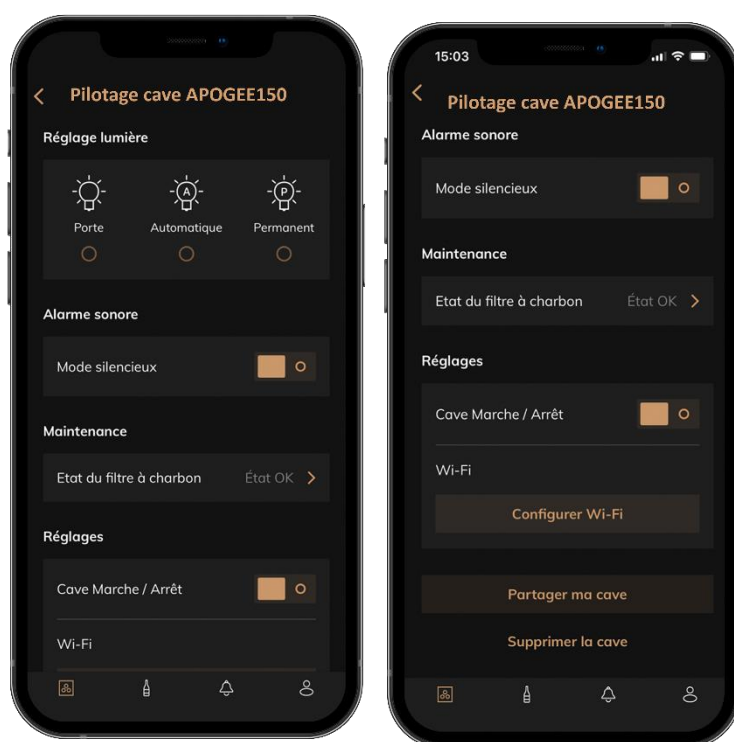 Pilotage cave APOGEE150
Réglage lumière
A
P
Porte
Automatique
Permanent
Alarme sonore
Mode silencieux
Maintenance
Etat du filtre à charbon
État OK
Réglages
Cave Marche / Arrêt
Wi-Fi
15:03
Pilotage cave APOGEE150
Alarme sonore
Mode silencieux
Maintenance
Etat du filtre à charbon
État OK
Réglages
Cave Marche / Arrêt
Wi-Fi
Configurer Wi-Fi
Partager ma cave
Supprimer la cave